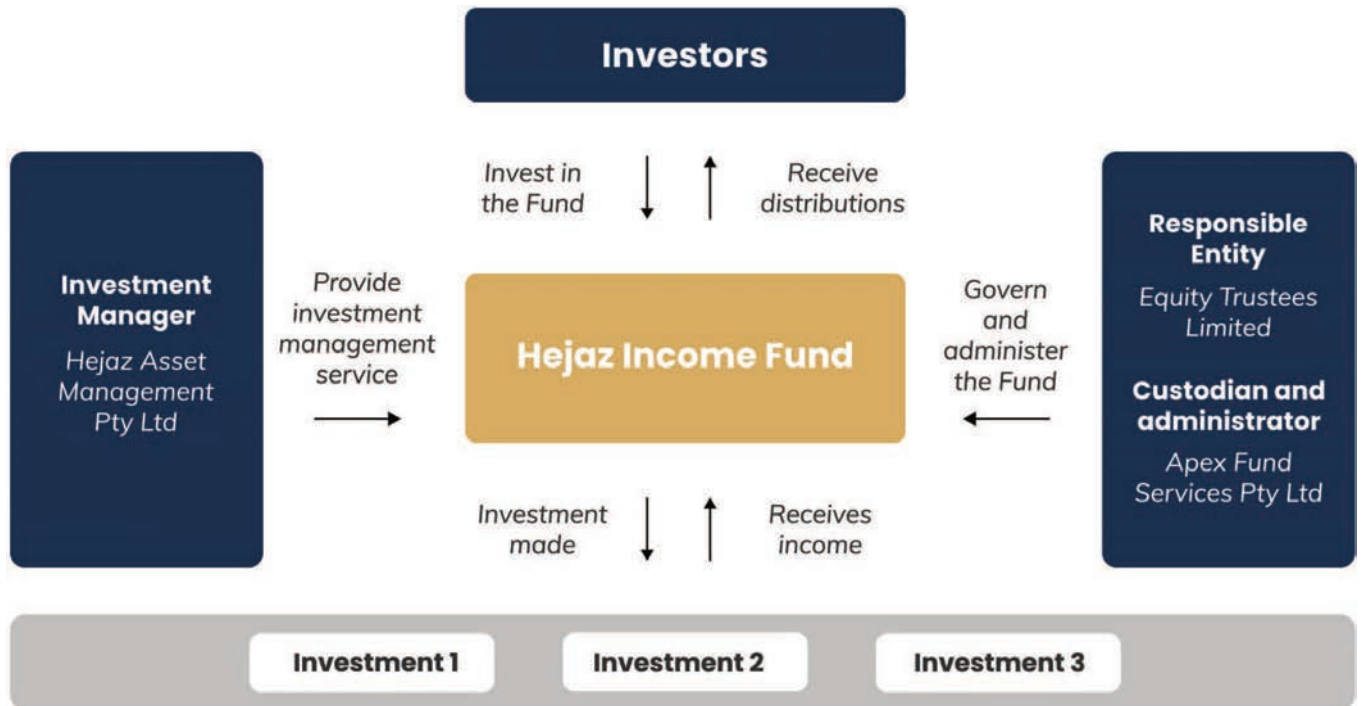 Investors
Invest in
the Fund
Receive
distributions
Investment
Manager
Hejaz Asset
Management
Pty Ltd
Provide
investment
management
service
Hejaz Income Fund
Govern
and
administer
the Fund
Responsible
Entity
Equity Trustees
Limited
Custodian and
administrator
Apex Fund
Services Pty Ltd
Investment
made
Receives
income
Investment 1
Investment 2
Investment 3